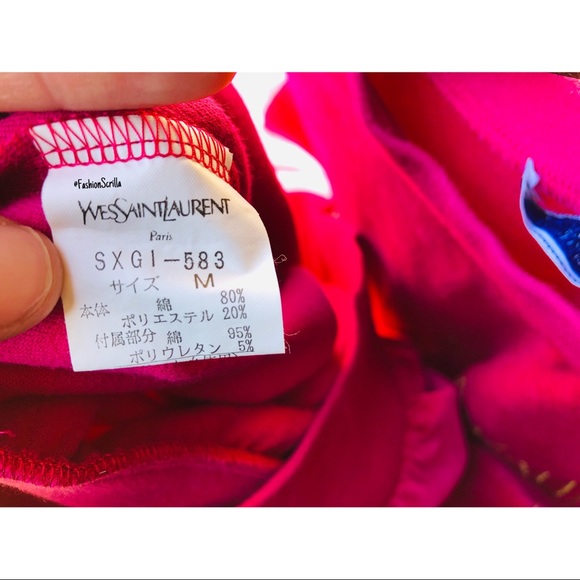 #FashionScrilla
YVESSAINTLAURENT
Paris
SXGI-583
サイズ M
本体 綿 80%
ポリエステル 20%
付属部分 綿 95%
ポリウレタン 5%